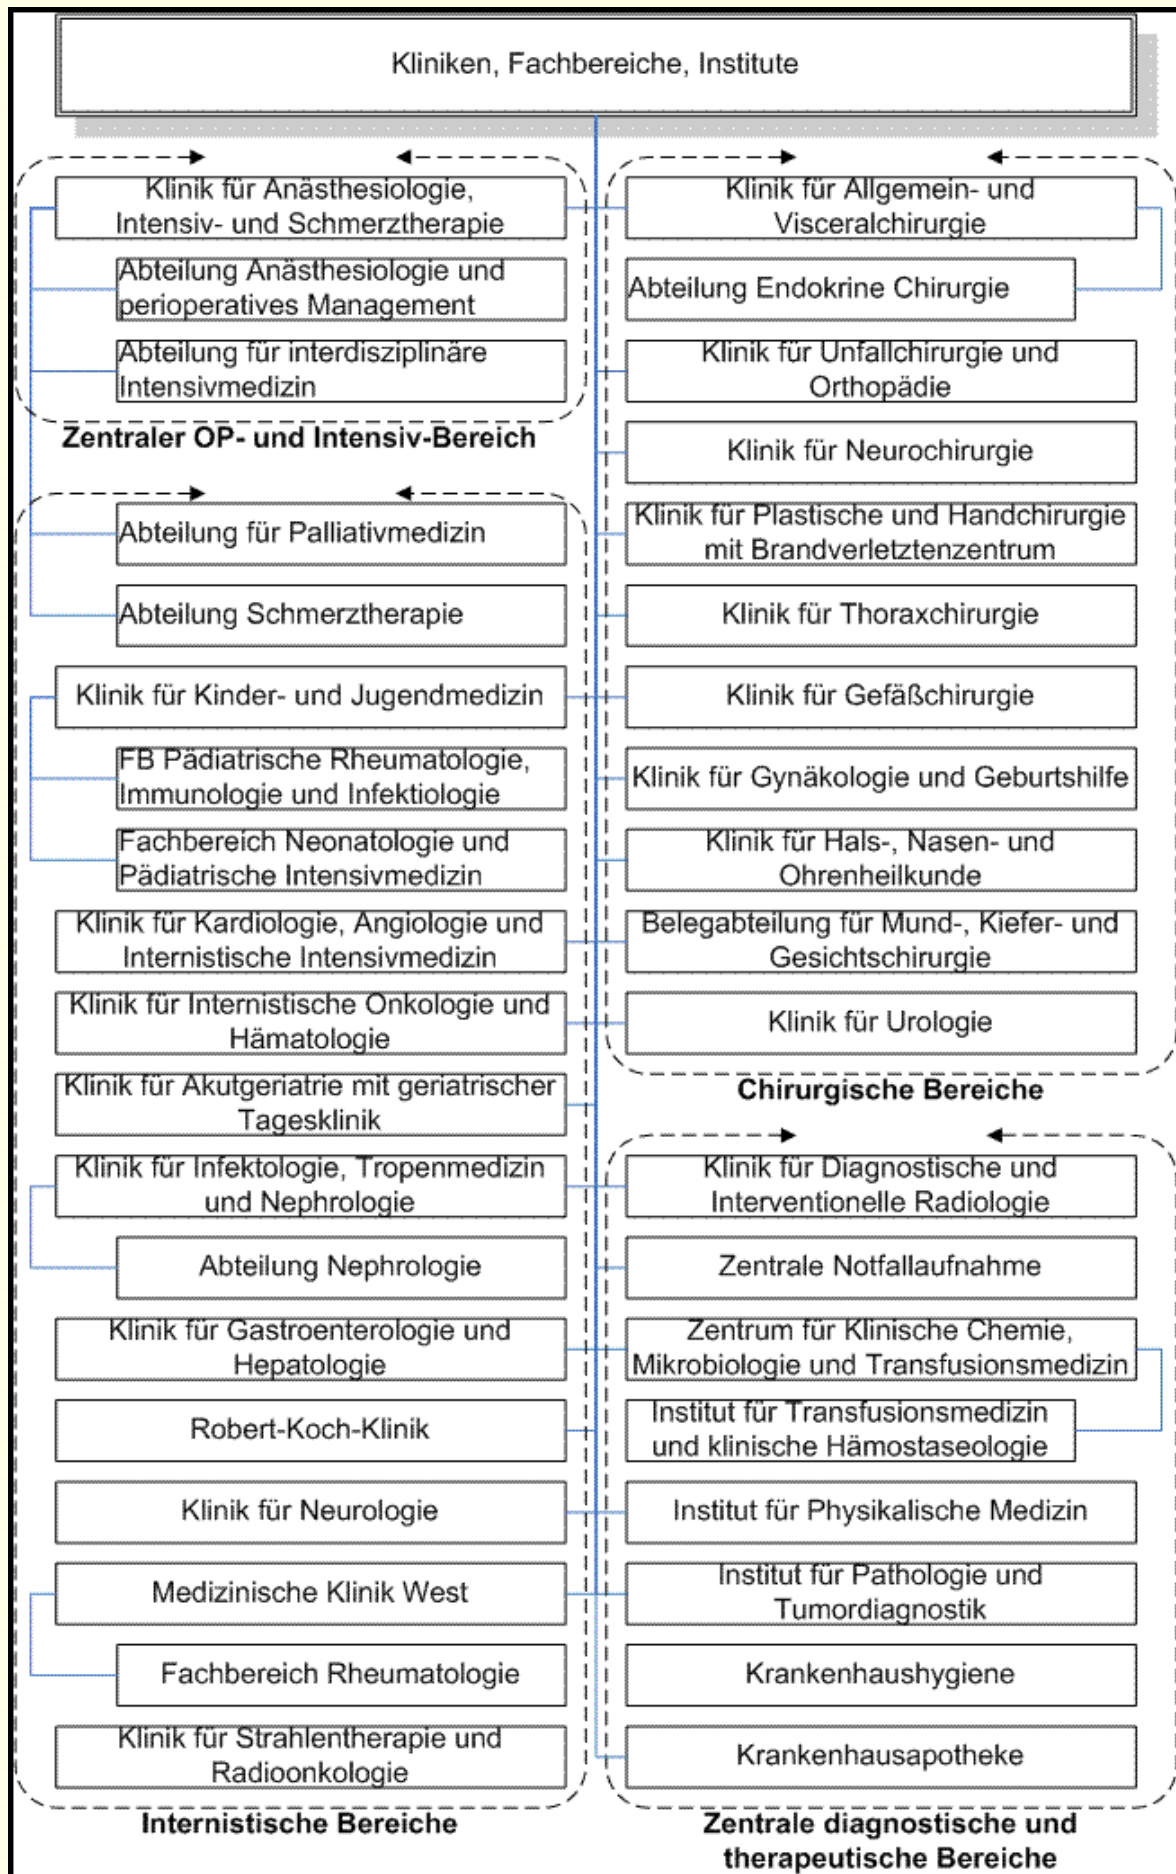 Kliniken, Fachbereiche, Institute
Klinik für Anästhesiologie,
Intensiv- und Schmerztherapie
Abteilung Anästhesiologie und
perioperatives Management
Abteilung für interdisziplinäre
Intensivmedizin
Zentraler OP- und Intensiv-Bereich
Abteilung für Palliativmedizin
Abteilung Schmerztherapie
Klinik für Kinder- und Jugendmedizin
FB Pädiatrische Rheumatologie,
Immunologie und Infektiologie
Fachbereich Neonatologie und
Pädiatrische Intensivmedizin
Klinik für Kardiologie, Angiologie und
Internistische Intensivmedizin
Klinik für Internistische Onkologie und
Hämatologie
Klinik für Akutgeriatrie mit geriatrischer
Tagesklinik
Klinik für Infektologie, Tropenmedizin
und Nephrologie
Abteilung Nephrologie
Klinik für Gastroenterologie und
Hepatologie
Robert-Koch-Klinik
Klinik für Neurologie
Medizinische Klinik West
Fachbereich Rheumatologie
Klinik für Strahlentherapie und
Radioonkologie
Internistische Bereiche
Klinik für Allgemein- und
Visceralchirurgie
Abteilung Endokrine Chirurgie
Klinik für Unfallchirurgie und
Orthopädie
Klinik für Neurochirurgie
Klinik für Plastische und Handchirurgie
mit Brandverletztenzentrum
Klinik für Thoraxchirurgie
Klinik für Gefäßchirurgie
Klinik für Gynäkologie und Geburtshilfe
Klinik für Hals-, Nasen- und
Ohrenheilkunde
Belegabteilung für Mund-, Kiefer- und
Gesichtschirurgie
Klinik für Urologie
Chirurgische Bereiche
Klinik für Diagnostische und
Interventionelle Radiologie
Zentrale Notfallaufnahme
Zentrum für Klinische Chemie,
Mikrobiologie und Transfusionsmedizin
Institut für Transfusionsmedizin
und klinische Hämostaseologie
Institut für Physikalische Medizin
Institut für Pathologie und
Tumordiagnostik
Krankenhaushygiene
Krankenhausapotheke
Zentrale diagnostische und
therapeutische Bereiche